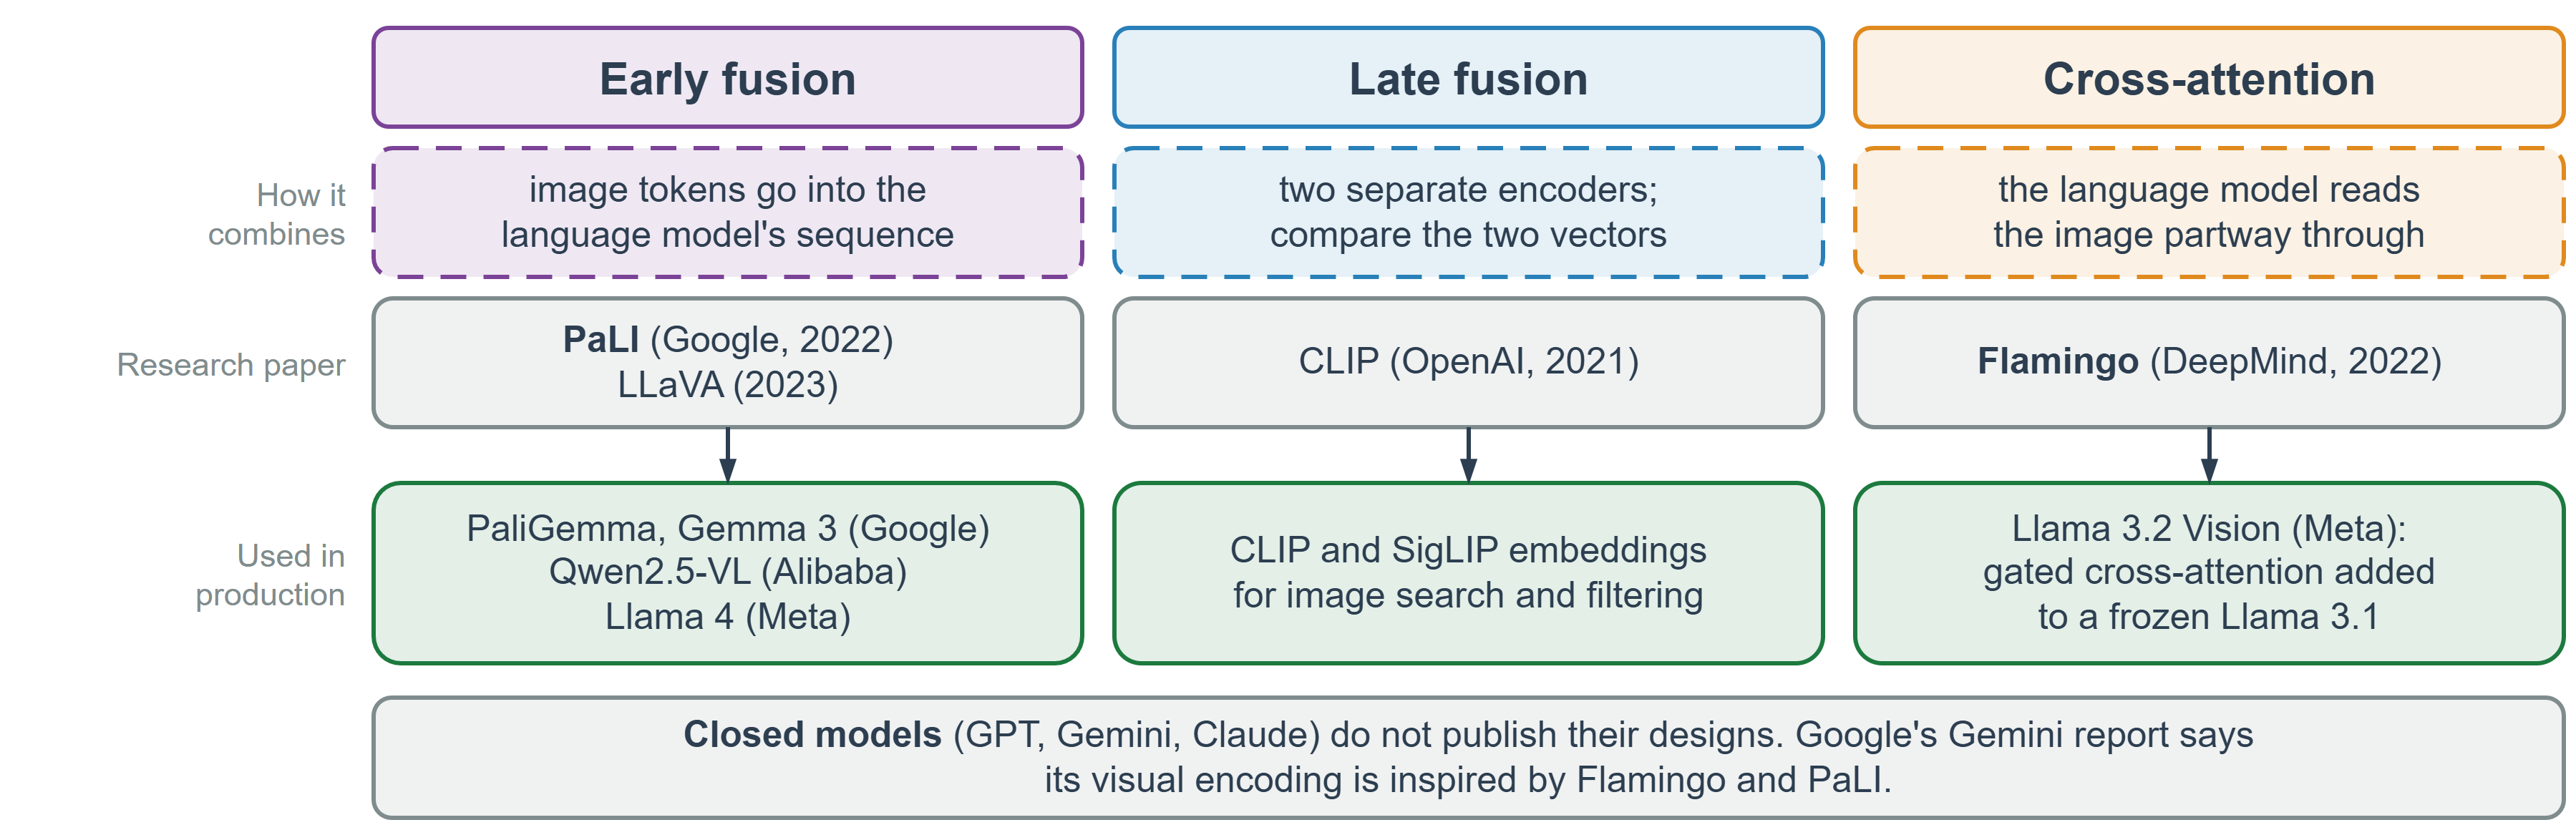 Early fusion
Late fusion
Cross-attention
How it
combines
image tokens go into the
language model's sequence
two separate encoders;
compare the two vectors
the language model reads
the image partway through
Research paper
PaLI (Google, 2022)
LLaVA (2023)
CLIP (OpenAI, 2021)
Flamingo (DeepMind, 2022)
Used in
production
PaliGemma, Gemma 3 (Google)
Qwen2.5-VL (Alibaba)
Llama 4 (Meta)
CLIP and SigLIP embeddings
for image search and filtering
Llama 3.2 Vision (Meta):
gated cross-attention added
to a frozen Llama 3.1
Closed models (GPT, Gemini, Claude) do not publish their designs. Google's Gemini report says
its visual encoding is inspired by Flamingo and PaLI.